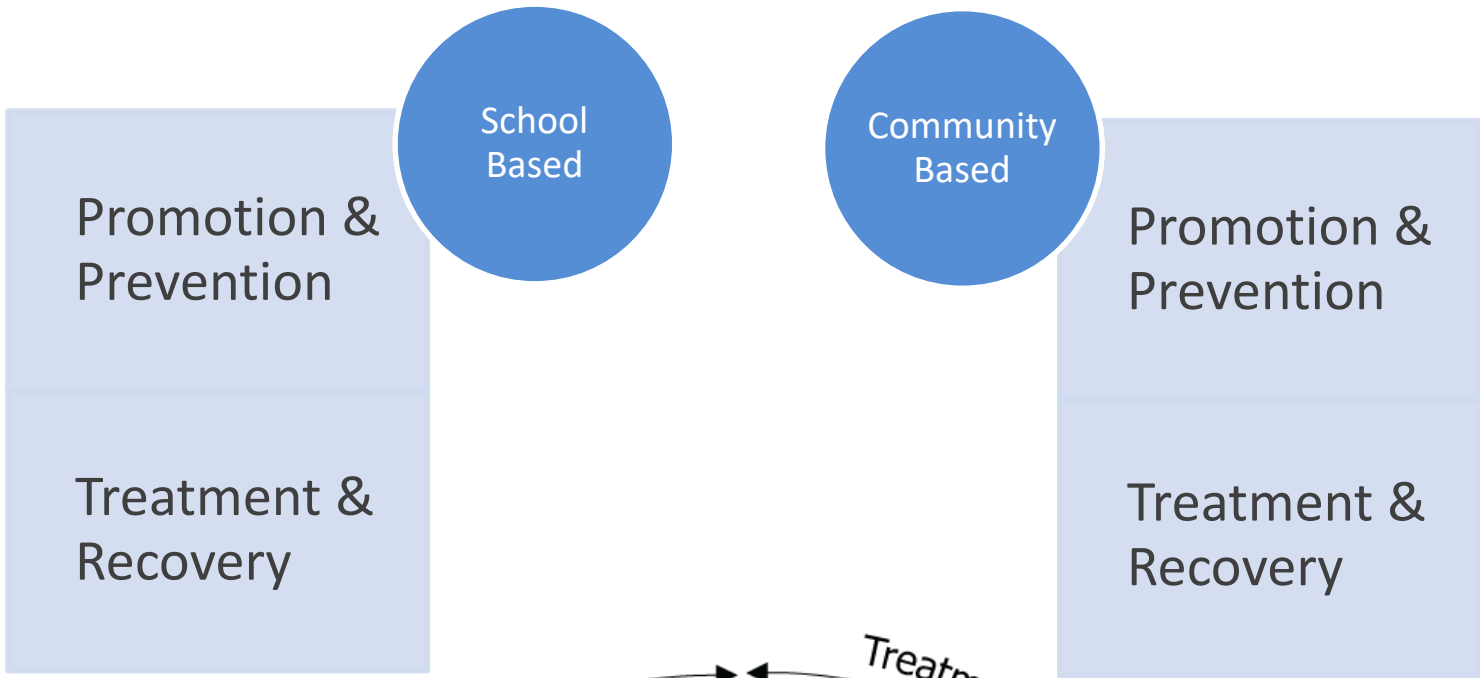 School
Based
Promotion &
Prevention
Treatment &
Recovery
Community
Based
Promotion &
Prevention
Treatment &
Recovery